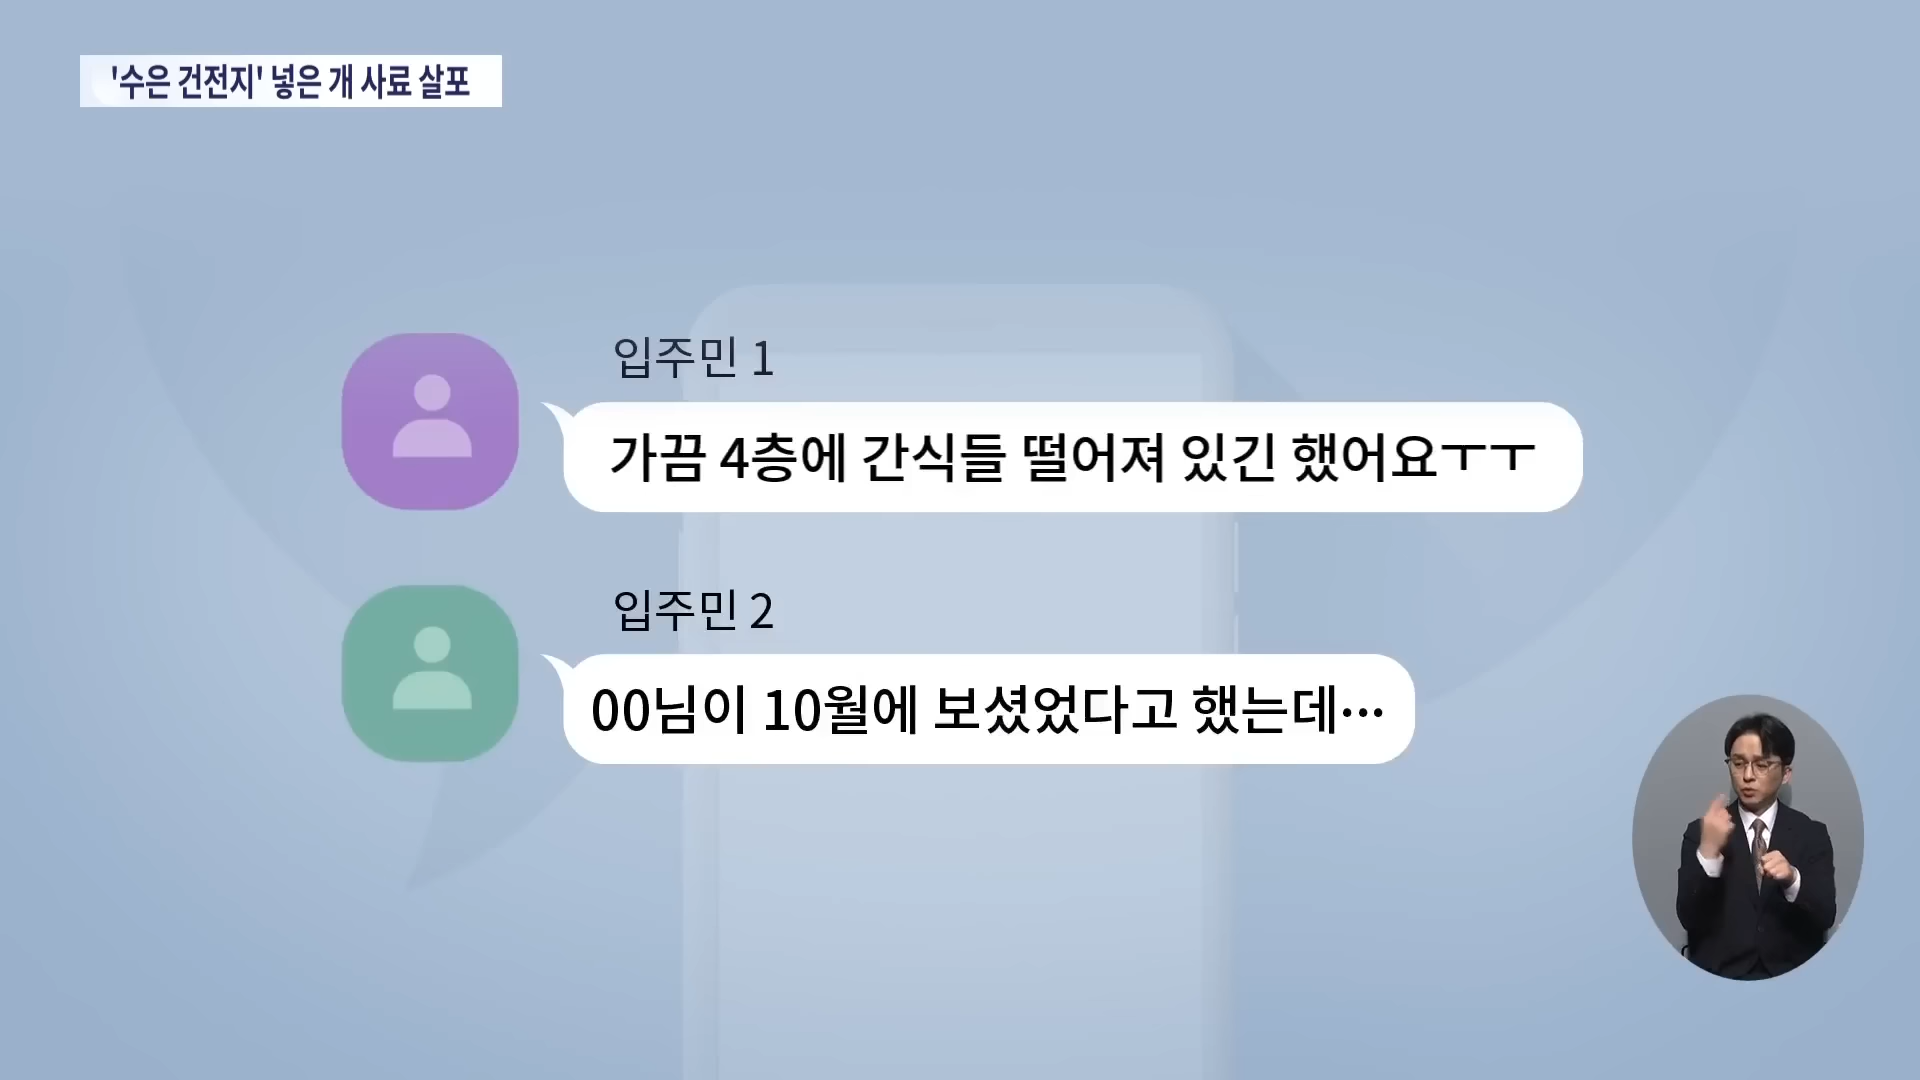 '수은 건전지' 넣은 개 사료 살포
입주민 1
가끔 4층에 간식들 떨어져 있긴 했어요ㅜㅜ
입주민 2
00님이 10월에 보셨었다고 했는데…